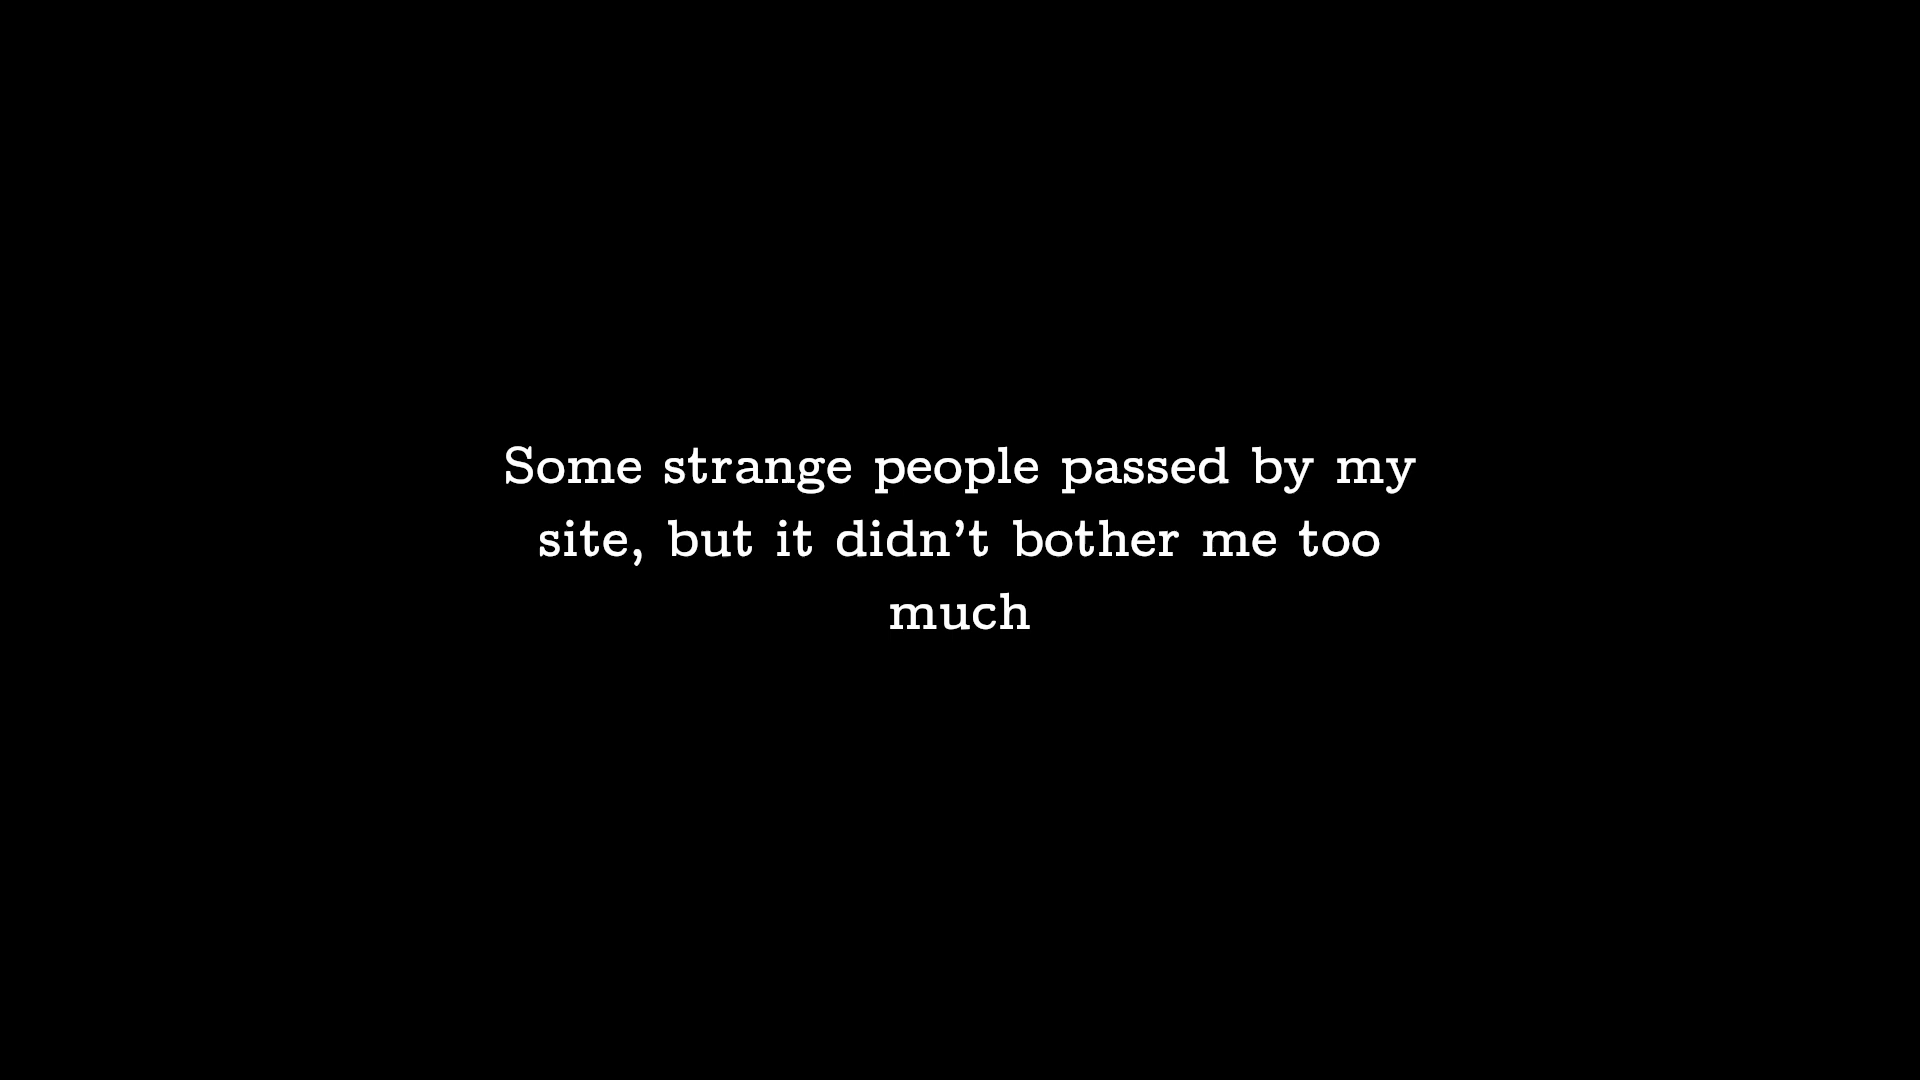 Some strange people passed by my
site, but it didn’t bother me too
much